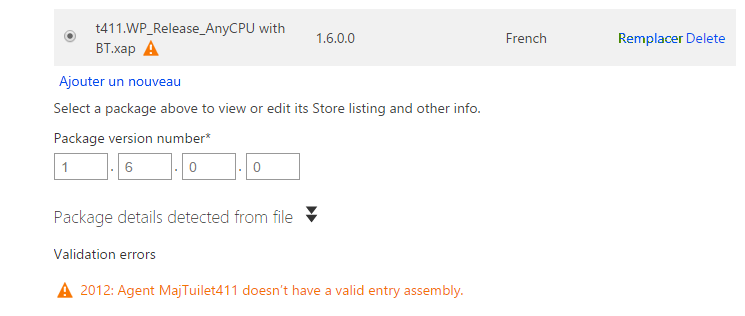 t411.WP_Release_AnyCPU with
BT.xap
1.6.0.0
French
Remplacer Delete
Ajouter un nouveau
Select a package above to view or edit its Store listing and other info.
Package version number*
1 . 6 . 0 . 0
Package details detected from file
Validation errors
2012: Agent MajTuilet411 doesn't have a valid entry assembly.